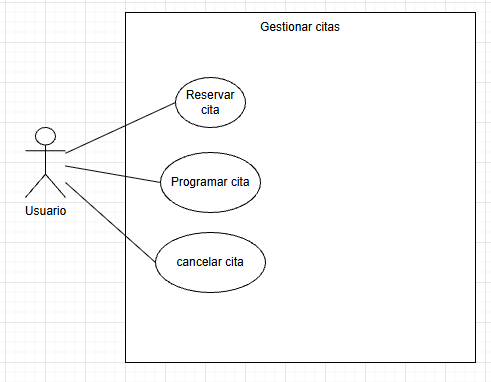 Gestionar citas
Reservar
cita
Programar cita
cancelar cita
Usuario